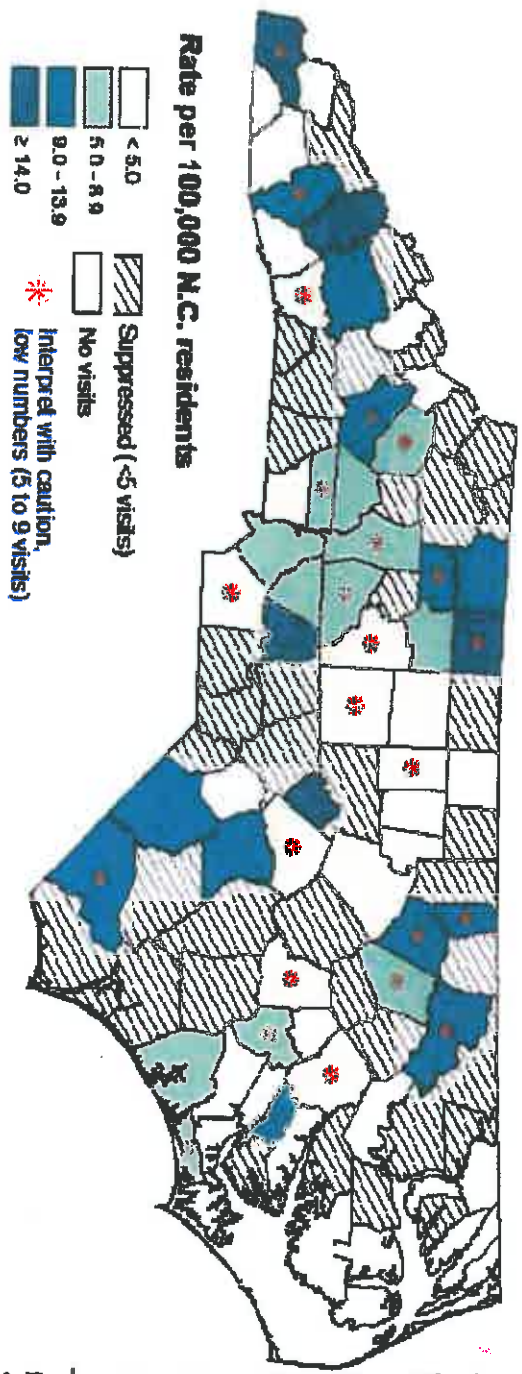 Rate per 100,000 N.C. residents
< 5.0
5.0 - 8.9
9.0 - 13.9
≥ 14.0
Suppressed (<5 visits)
No visits
Interpret with caution,
low numbers (5 to 9 visits)